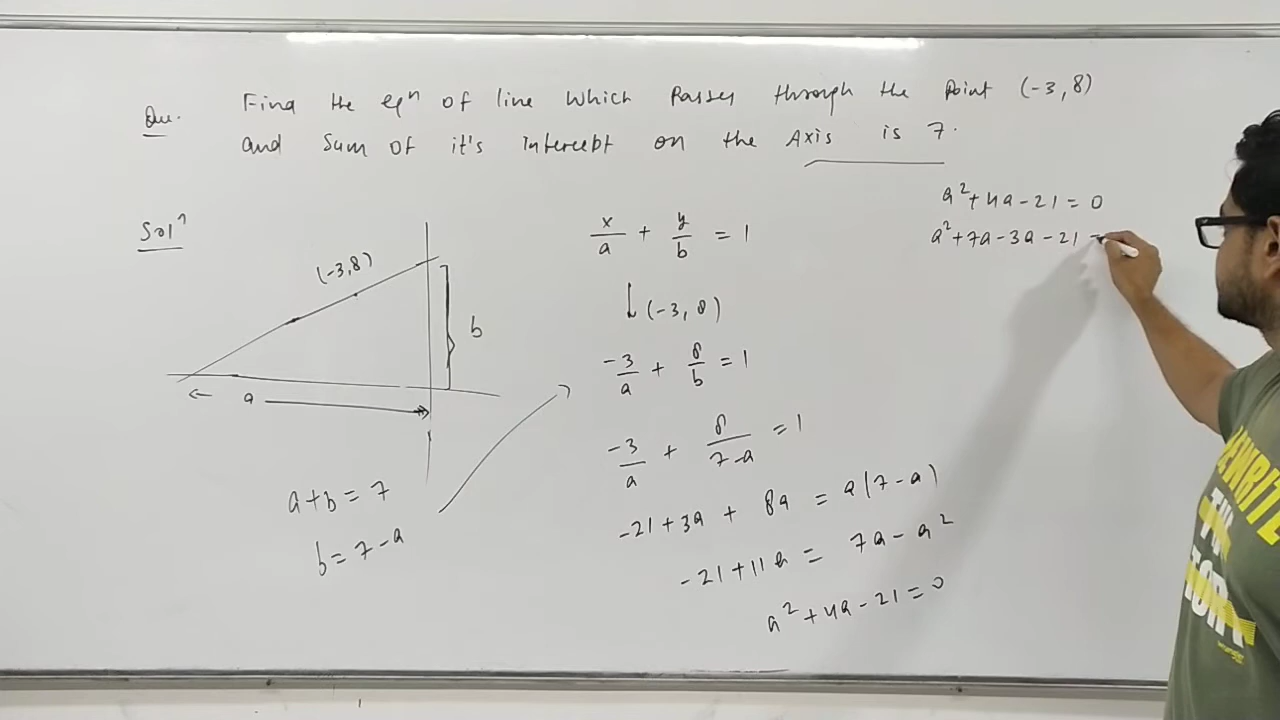 Que. Find the eqⁿ of line which Passes through the Point (-3,8)
and Sum of it's intercept on the Axis is 7.
Solⁿ
(-3,8)
b
a
a+b = 7
b = 7-a
x/a + y/b = 1
↓ (-3, 8)
-3/a + 8/b = 1
-3/a + 8/7-a = 1
-21 + 3a + 8a = a(7-a)
-21 + 11a = 7a - a²
a² + 4a - 21 = 0
a² + 4a - 21 = 0
a² + 7a - 3a - 21 =